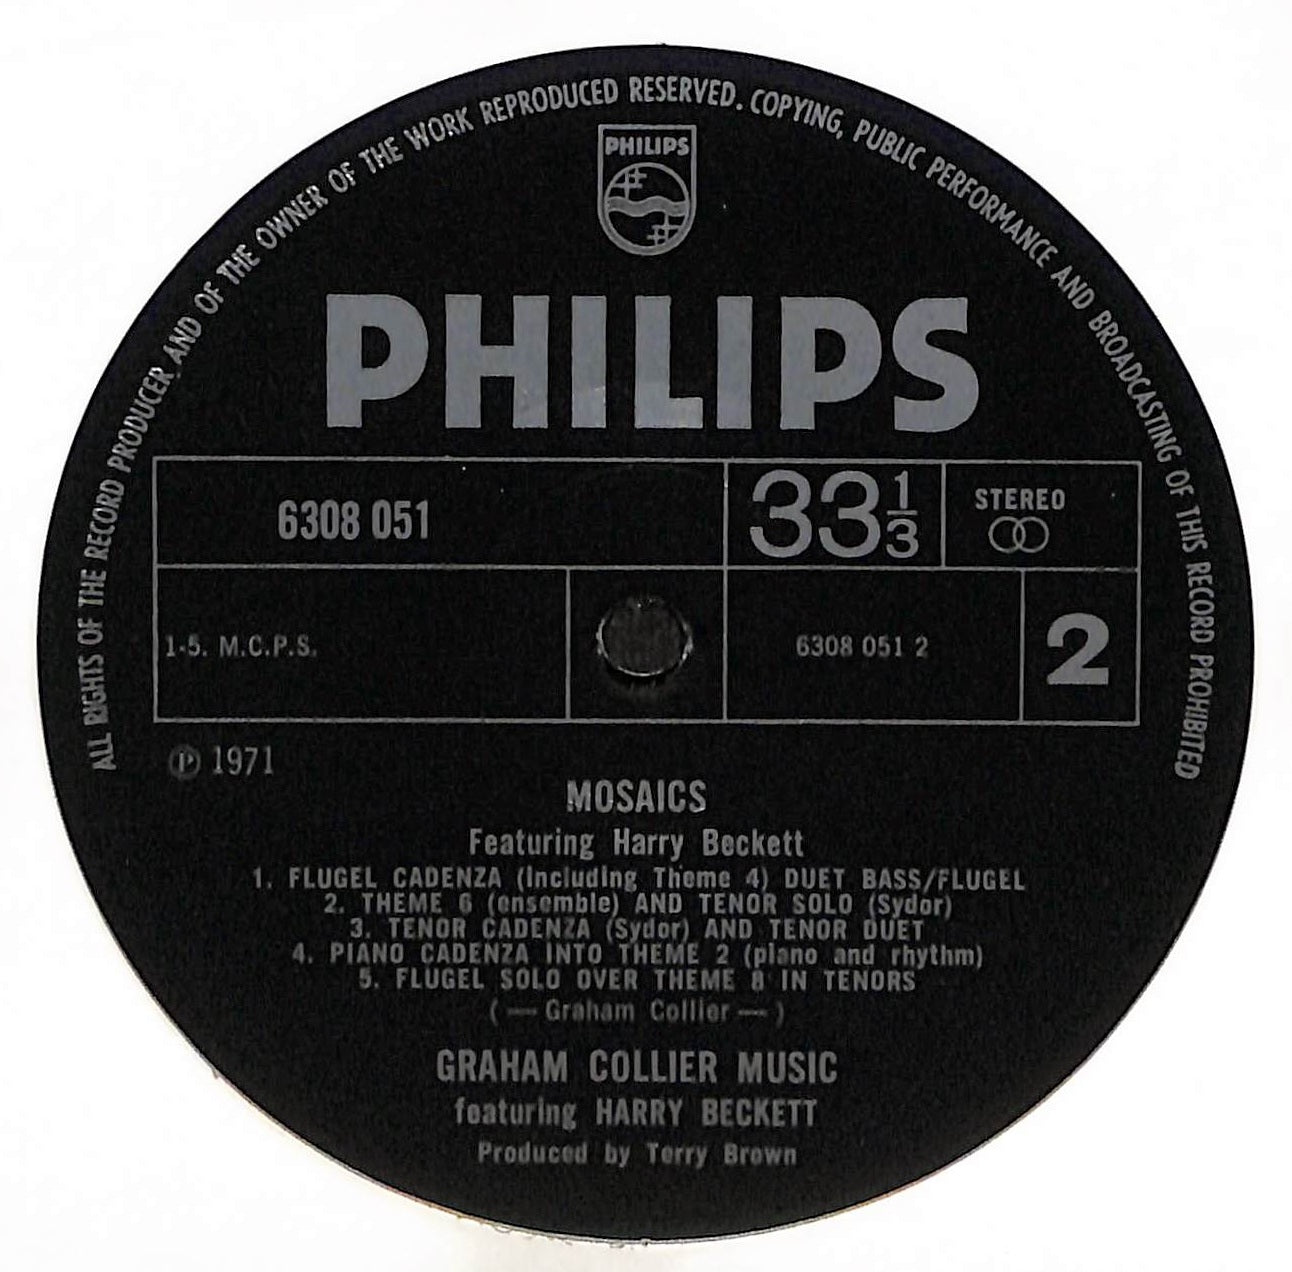 ALL RIGHTS OF THE RECORD PRODUCER AND OF THE OWNER OF THE WORK REPRODUCED RESERVED. COPYING, PUBLIC PERFORMANCE AND BROADCASTING OF THIS RECORD PROHIBITED
PHILIPS
PHILIPS
6308 051
33 1/3
STEREO
1-5. M.C.P.S.
6308 051 2
2
Ⓟ 1971
MOSAICS
Featuring Harry Beckett
1. FLUGEL CADENZA (Including Theme 4) DUET BASS/FLUGEL
2. THEME 6 (ensemble) AND TENOR SOLO (Sydor)
3. TENOR CADENZA (Sydor) AND TENOR DUET
4. PIANO CADENZA INTO THEME 2 (piano and rhythm)
5. FLUGEL SOLO OVER THEME 8 IN TENORS
( — Graham Collier — )
GRAHAM COLLIER MUSIC
featuring HARRY BECKETT
Produced by Terry Brown